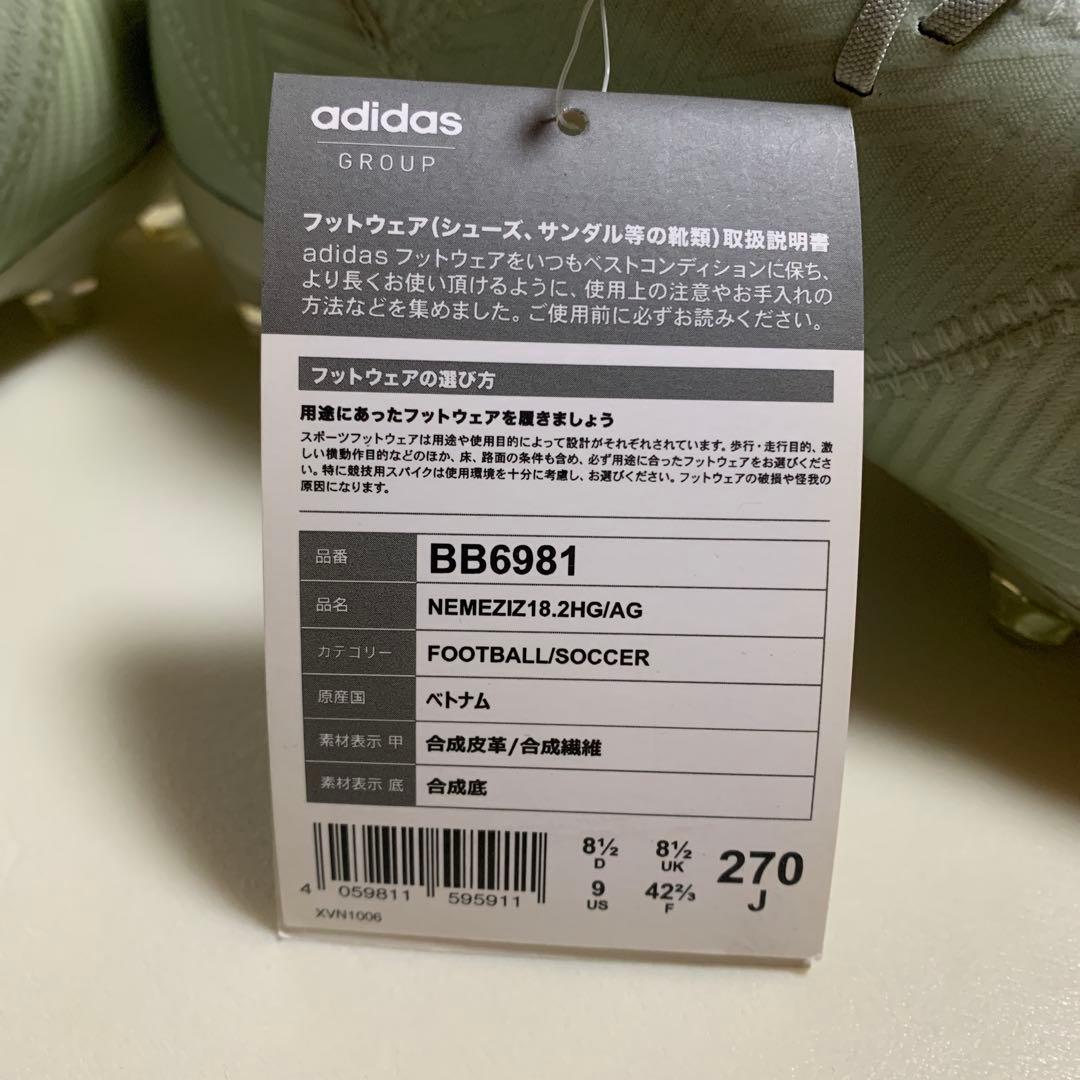 adidas
GROUP
フットウェア(シューズ、サンダル等の靴類)取扱説明書
adidas フットウェアをいつもベストコンディションに保ち、
より長くお使い頂けるように、使用上の注意やお手入れの
方法などを集めました。ご使用前に必ずお読みください。
フットウェアの選び方
用途にあったフットウェアを履きましょう
スポーツフットウェアは用途や使用目的によって設計がそれぞれされています。歩行・走行目的、激
しい横動作目的などのほか、床、路面の条件も含め、必ず用途に合ったフットウェアをお選びくださ
い。特に競技用スパイクは使用環境を十分に考慮し、お選びください。フットウェアの破損や怪我の
原因になります。
品番 BB6981
品名 NEMEZIZ18.2HG/AG
カテゴリー FOOTBALL/SOCCER
原産国 ベトナム
素材表示 甲 合成皮革/合成繊維
素材表示 底 合成底
8½ D 8½ UK
9 US 42⅔ F
270 J
4 059811 595911
XVN1006